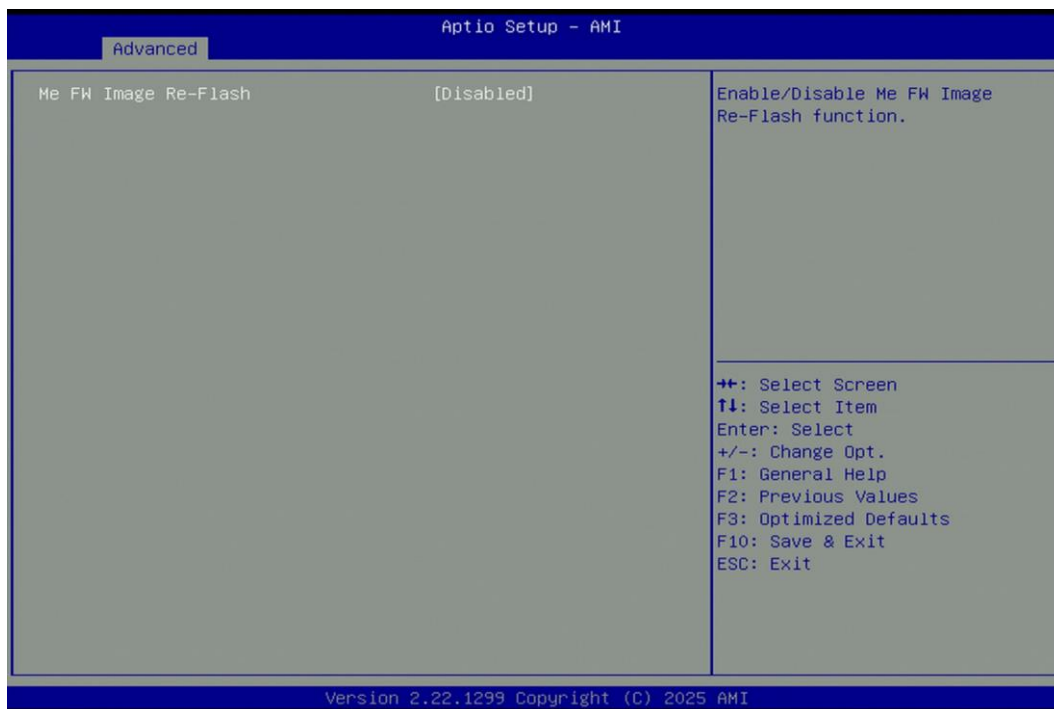 Aptio Setup – AMI
Advanced
Me FW Image Re-Flash [Disabled]
Enable/Disable Me FW Image
Re-Flash function.
→←: Select Screen
↑↓: Select Item
Enter: Select
+/-: Change Opt.
F1: General Help
F2: Previous Values
F3: Optimized Defaults
F10: Save & Exit
ESC: Exit
Version 2.22.1299 Copyright (C) 2025 AMI